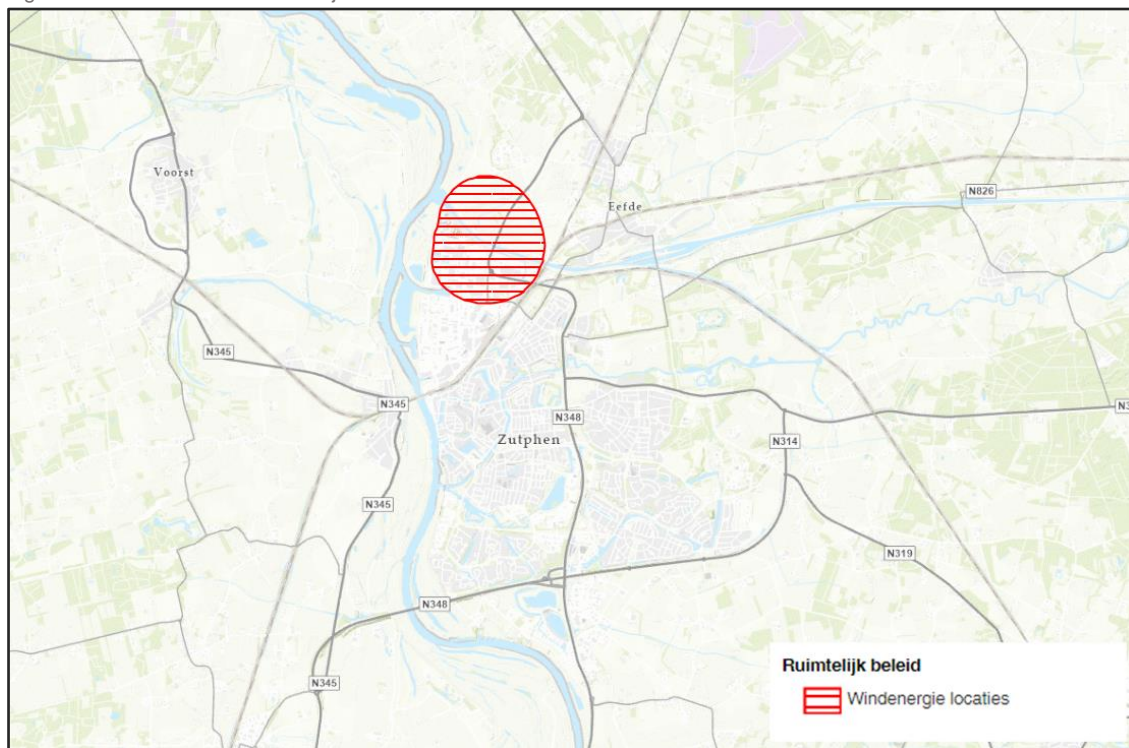 Voorst
Eefde
N826
N345
N345
N348
Zutphen
N314
N345
N319
N348
N345
Ruimtelijk beleid
Windenergie locaties